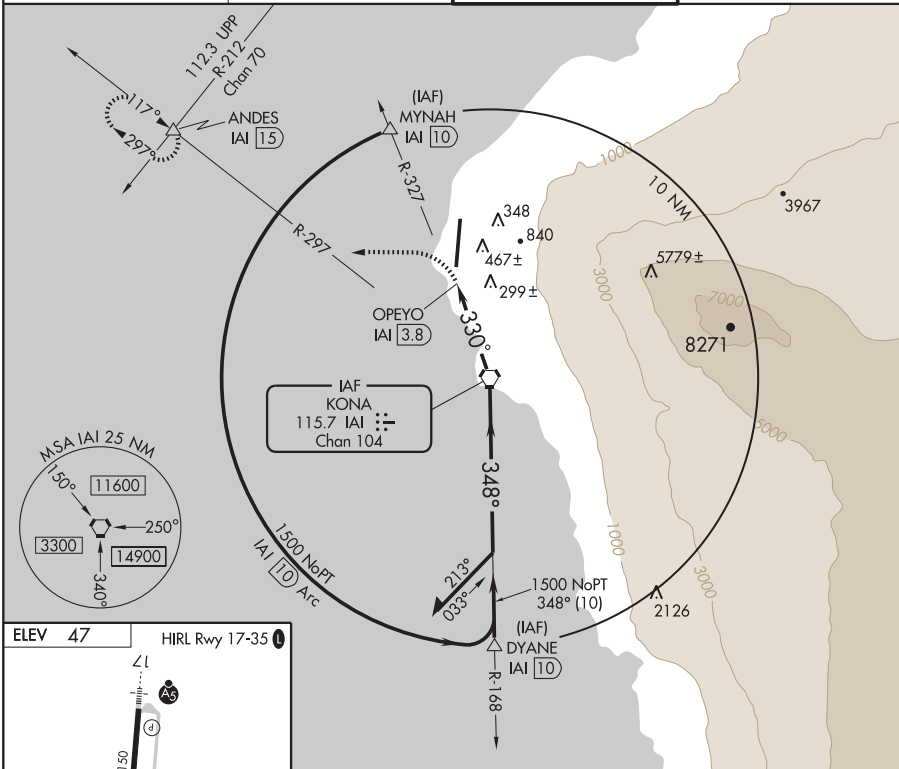 112.3 UPP
R-212
Chan 70
117°
297°
ANDES
IAI 15
(IAF)
MYNAH
IAI 10
R-327
R-297
1000
10 NM
3967
348
840
467±
299±
5779±
3000
7000
8271
OPEYO
IAI 3.8
330°
IAF
KONA
115.7 IAI
Chan 104
5000
MSA IAI 25 NM
150°
11600
250°
3300
14900
340°
348°
1500 NoPT
IAI 10 Arc
213°
033°
1500 NoPT
348° (10)
1000
3000
2126
(IAF)
DYANE
IAI 10
R-168
ELEV 47
HIRL Rwy 17-35 L
17
A5
P
150